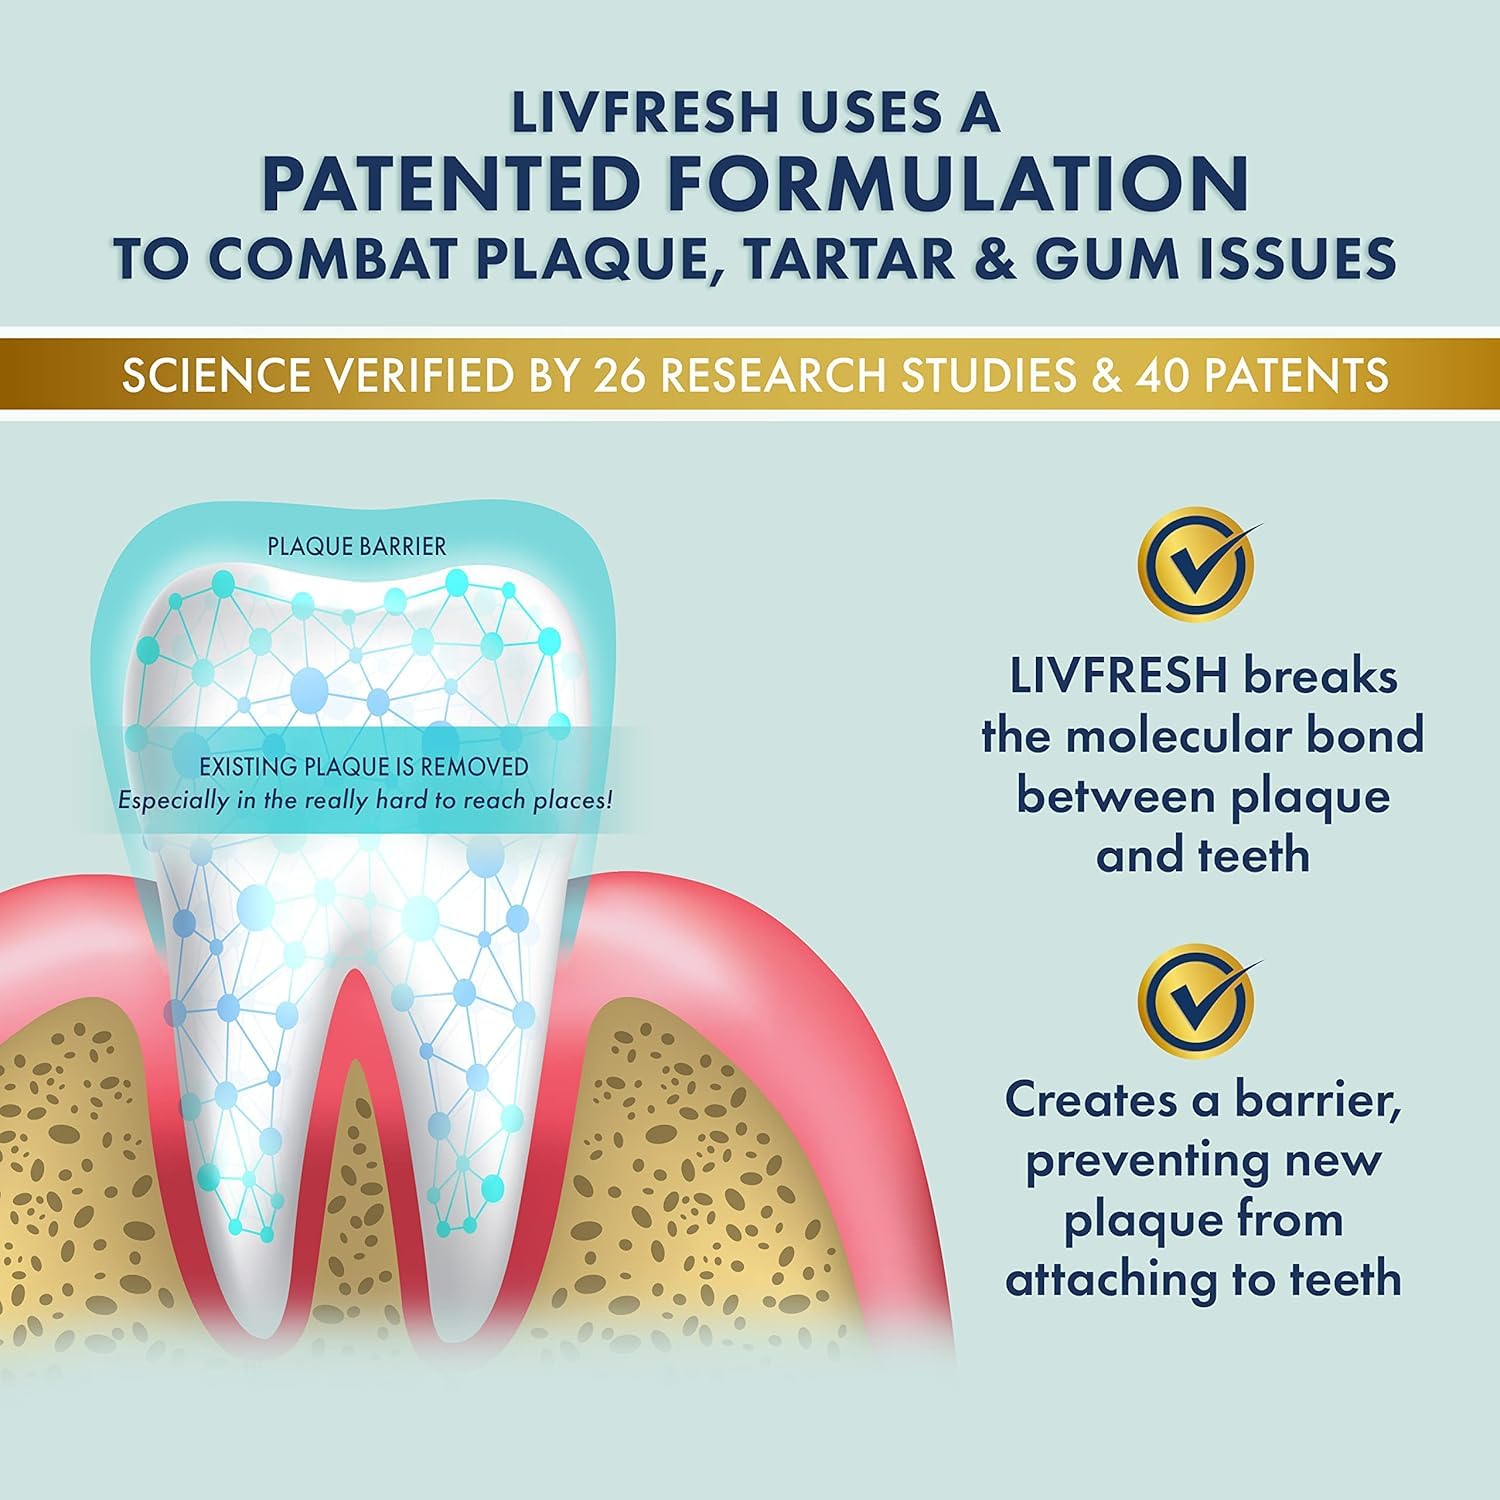 LIVFRESH USES A
PATENTED FORMULATION
TO COMBAT PLAQUE, TARTAR & GUM ISSUES
SCIENCE VERIFIED BY 26 RESEARCH STUDIES & 40 PATENTS
PLAQUE BARRIER
EXISTING PLAQUE IS REMOVED
Especially in the really hard to reach places!
LIVFRESH breaks
the molecular bond
between plaque
and teeth
Creates a barrier,
preventing new
plaque from
attaching to teeth